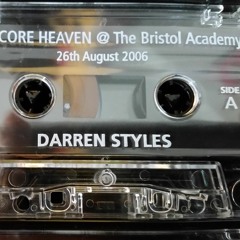 CORE HEAVEN @ The Bristol Academy
26th August 2006
SIDE
A
DARREN STYLES